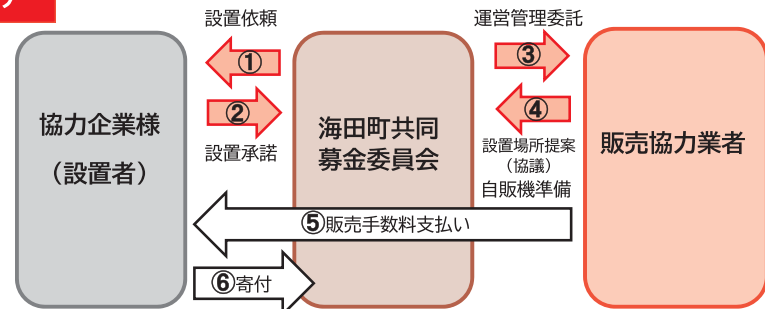 設置依頼
運営管理委託
①
③
②
④
協力企業様
(設置者)
海田町共同
募金委員会
販売協力業者
設置承諾
設置場所提案
(協議)
自販機準備
⑤販売手数料支払い
⑥寄付